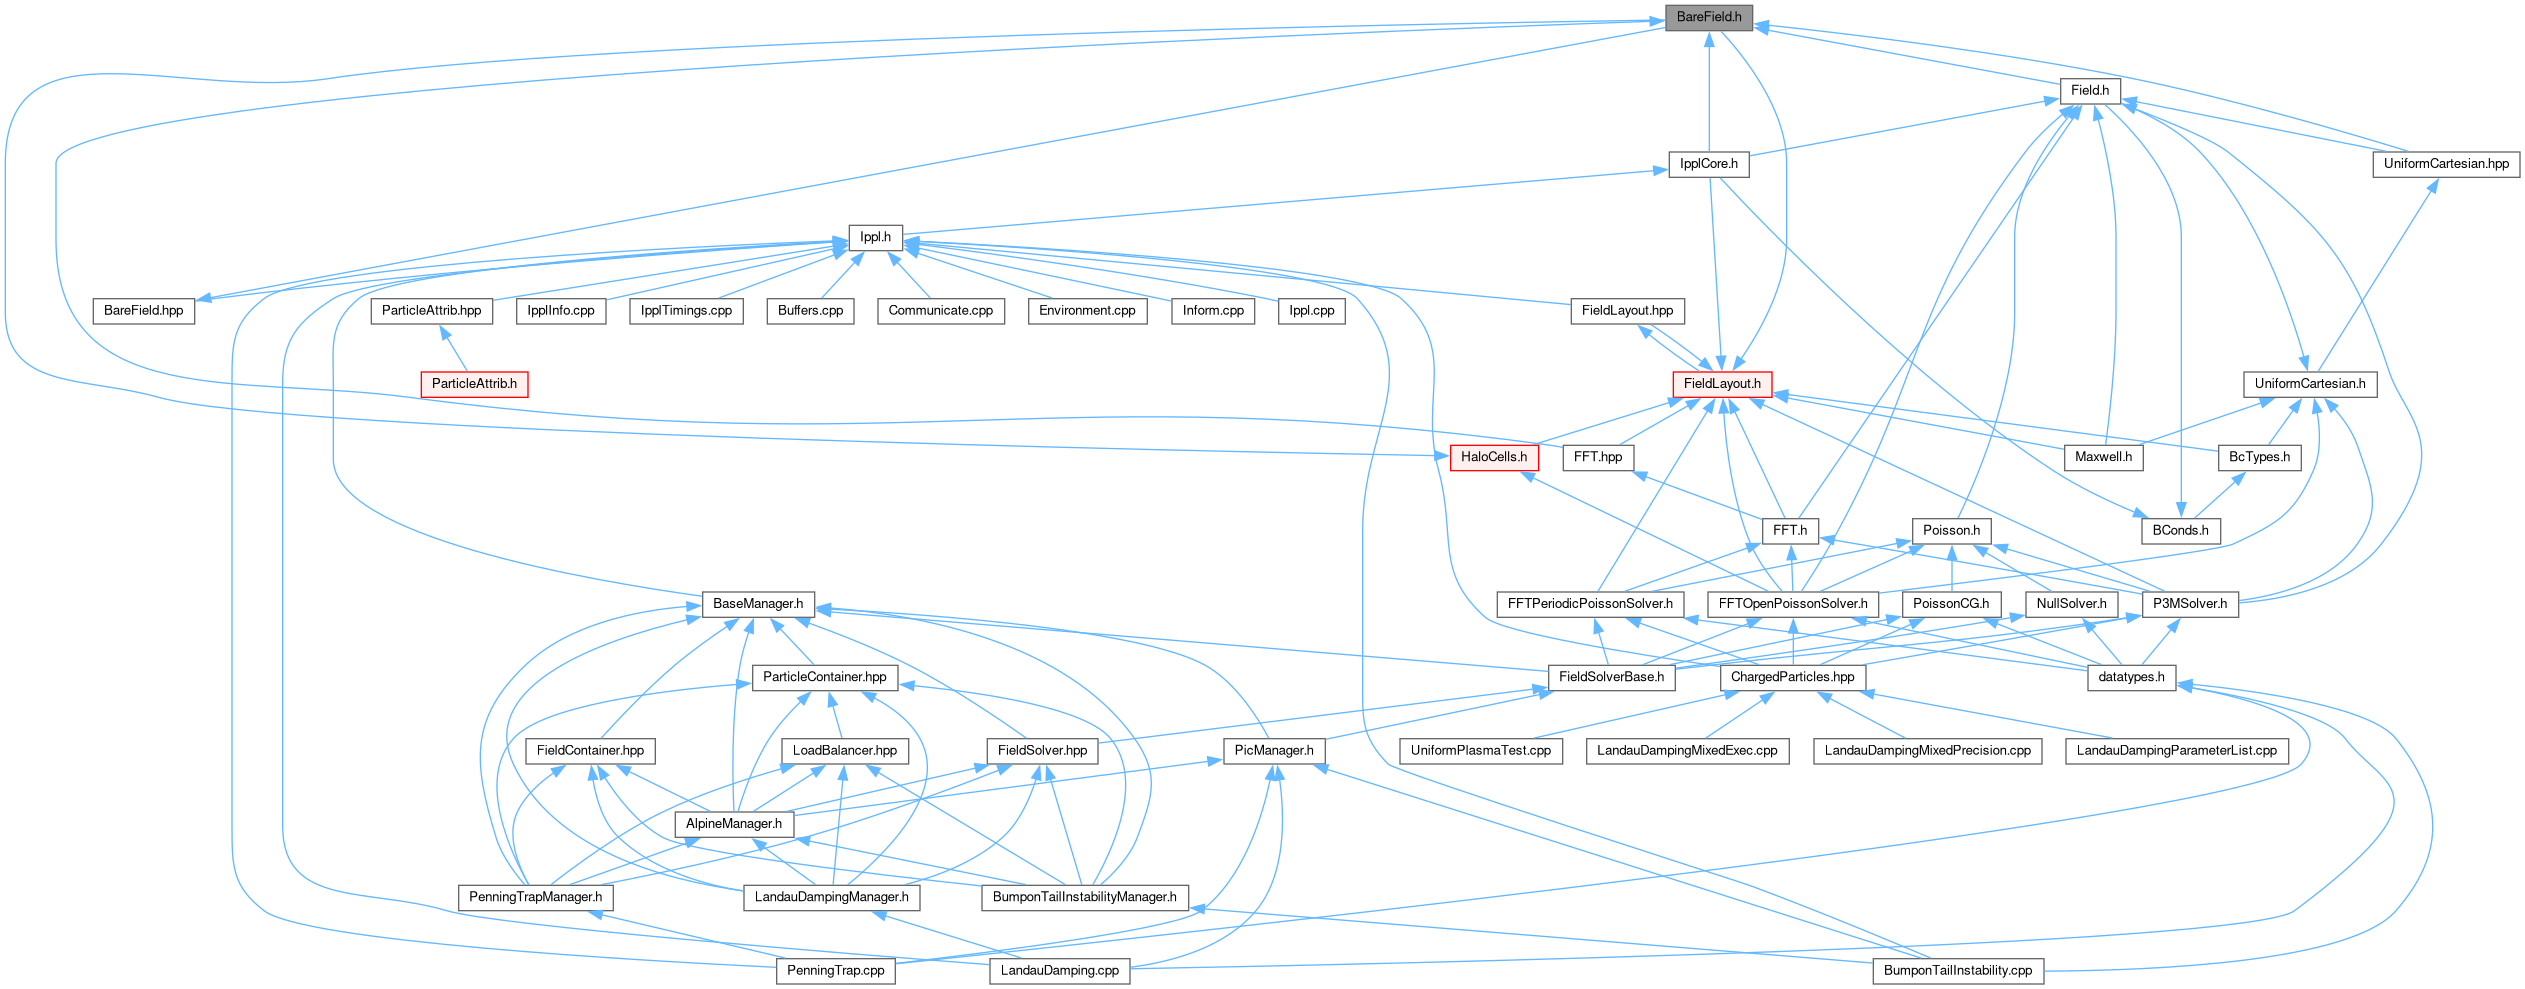 BareField.h
Field.h
IpplCore.h
UniformCartesian.hpp
Ippl.h
BareField.hpp
ParticleAttrib.hpp
IpplInfo.cpp
IpplTimings.cpp
Buffers.cpp
Communicate.cpp
Environment.cpp
Inform.cpp
Ippl.cpp
FieldLayout.hpp
ParticleAttrib.h
FieldLayout.h
UniformCartesian.h
HaloCells.h
FFT.hpp
Maxwell.h
BcTypes.h
FFT.h
Poisson.h
BConds.h
BaseManager.h
FFTPeriodicPoissonSolver.h
FFTOpenPoissonSolver.h
PoissonCG.h
NullSolver.h
P3MSolver.h
ParticleContainer.hpp
FieldSolverBase.h
ChargedParticles.hpp
datatypes.h
FieldContainer.hpp
LoadBalancer.hpp
FieldSolver.hpp
PicManager.h
UniformPlasmaTest.cpp
LandauDampingMixedExec.cpp
LandauDampingMixedPrecision.cpp
LandauDampingParameterList.cpp
AlpineManager.h
PenningTrapManager.h
LandauDampingManager.h
BumponTailInstabilityManager.h
PenningTrap.cpp
LandauDamping.cpp
BumponTailInstability.cpp